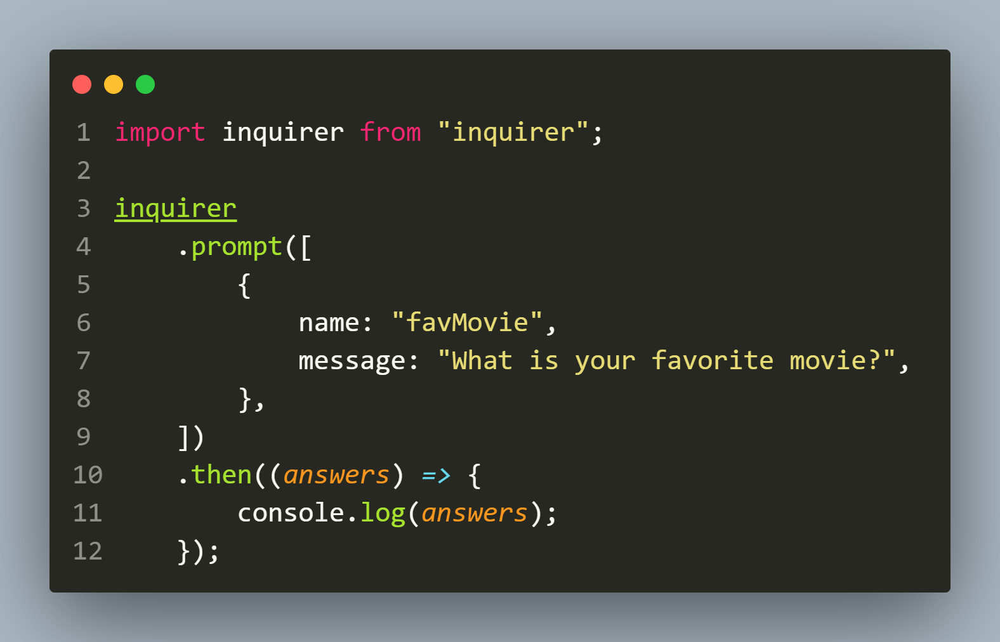 1 import inquirer from "inquirer";
2
3 inquirer
4     .prompt([
5         {
6             name: "favMovie",
7             message: "What is your favorite movie?",
8         },
9     ])
10     .then((answers) => {
11         console.log(answers);
12     });